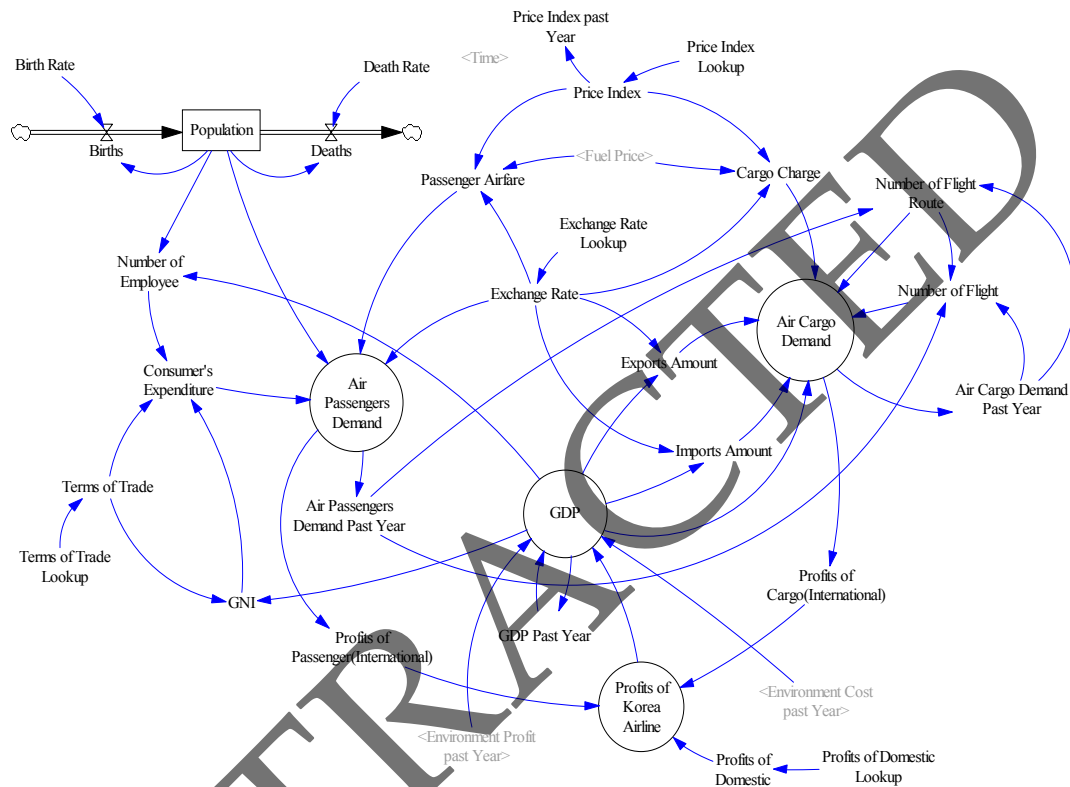 Price Index past
Year
<Time>
Price Index
Lookup
Birth Rate
Death Rate
Price Index
Population
Births
Deaths
<Fuel Price>
Passenger Airfare
Cargo Charge
Number of Flight
Route
Exchange Rate
Lookup
Number of
Employee
Exchange Rate
Number of Flight
Air Cargo
Demand
Consumer's
Expenditure
Air
Passengers
Demand
Exports Amount
Air Cargo Demand
Past Year
Imports Amount
Terms of Trade
Air Passengers
Demand Past Year
GDP
Terms of Trade
Lookup
GNI
Profits of
Cargo(International)
GDP Past Year
Profits of
Passenger(International)
Profits of
Korea
Airline
<Environment Cost
past Year>
<Environment Profit
past Year>
Profits of
Domestic
Profits of Domestic
Lookup
TRACTED